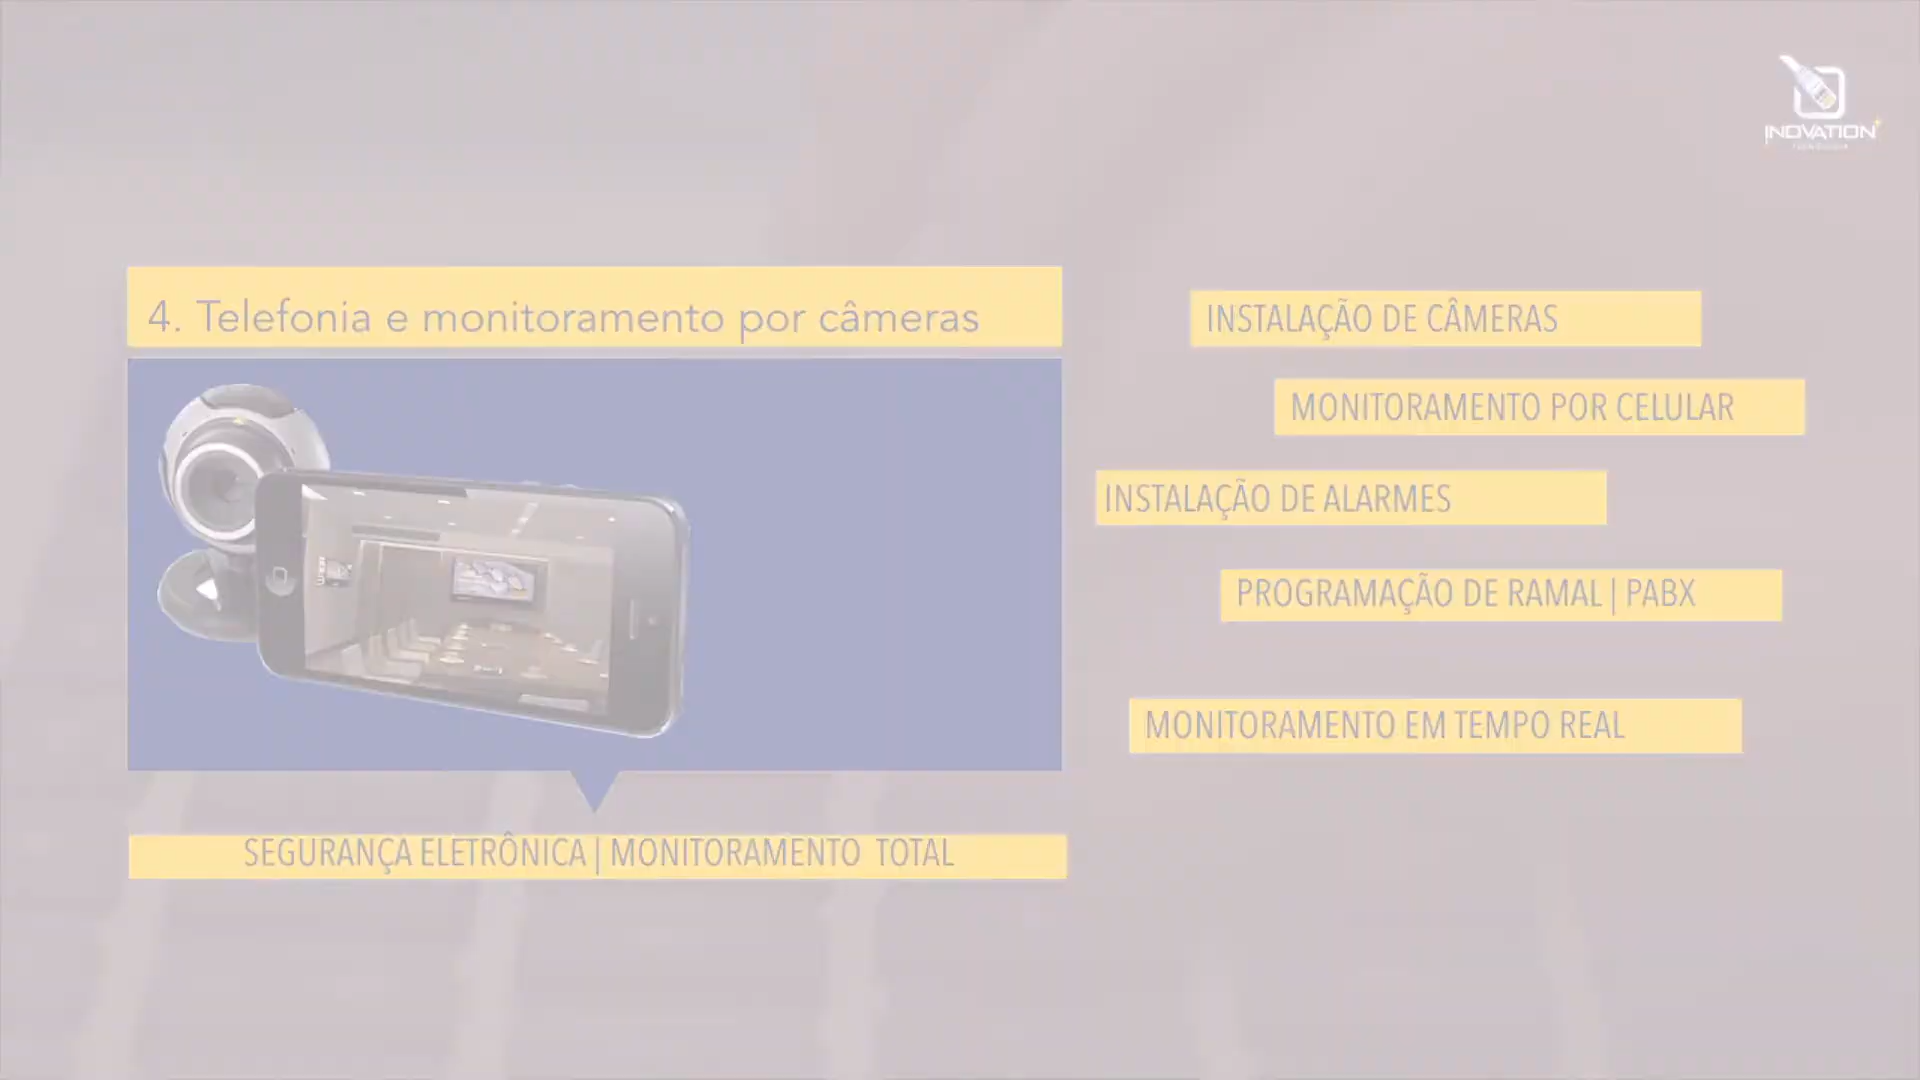 INOVATION
4. Telefonia e monitoramento por câmeras
INSTALAÇÃO DE CÂMERAS
MONITORAMENTO POR CELULAR
INSTALAÇÃO DE ALARMES
PROGRAMAÇÃO DE RAMAL | PABX
MONITORAMENTO EM TEMPO REAL
SEGURANÇA ELETRÔNICA | MONITORAMENTO TOTAL